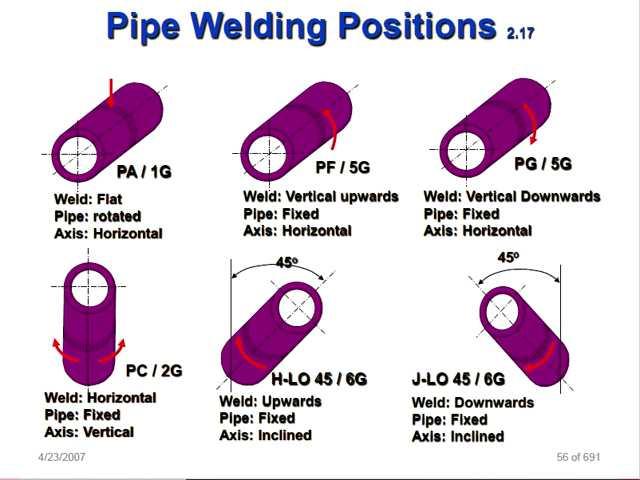 Pipe Welding Positions 2.17
PA / 1G
Weld: Flat
Pipe: rotated
Axis: Horizontal
PF / 5G
Weld: Vertical upwards
Pipe: Fixed
Axis: Horizontal
PG / 5G
Weld: Vertical Downwards
Pipe: Fixed
Axis: Horizontal
PC / 2G
Weld: Horizontal
Pipe: Fixed
Axis: Vertical
45º
H-LO 45 / 6G
Weld: Upwards
Pipe: Fixed
Axis: Inclined
45º
J-LO 45 / 6G
Weld: Downwards
Pipe: Fixed
Axis: Inclined
4/23/2007
56 of 691